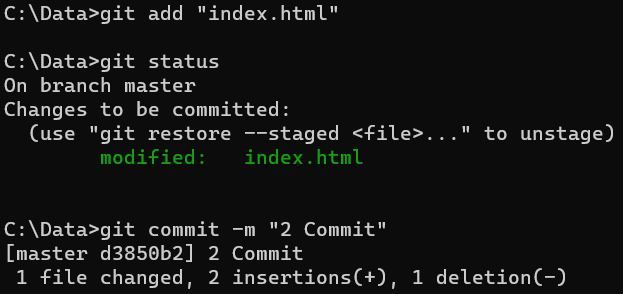 C:\Data>git add "index.html"
C:\Data>git status
On branch master
Changes to be committed:
  (use "git restore --staged <file>..." to unstage)
        modified:   index.html
C:\Data>git commit -m "2 Commit"
[master d3850b2] 2 Commit
 1 file changed, 2 insertions(+), 1 deletion(-)